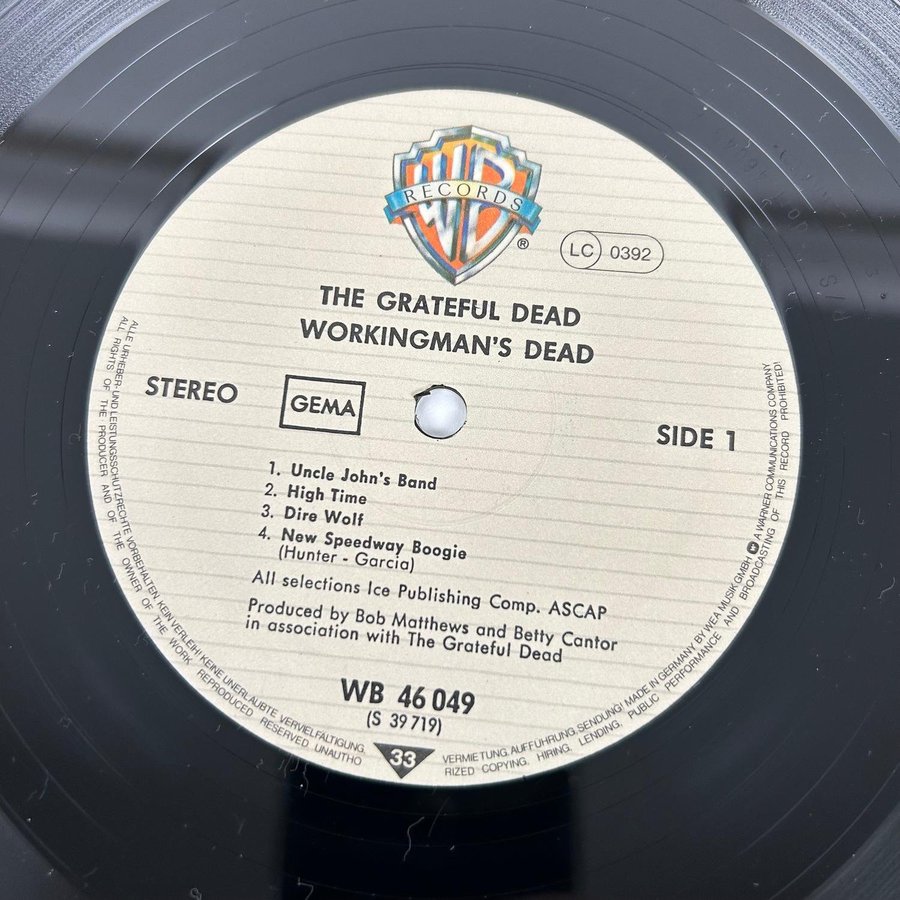 WB
RECORDS
®
LC 0392
THE GRATEFUL DEAD
WORKINGMAN'S DEAD
STEREO
GEMA
SIDE 1
1. Uncle John's Band
2. High Time
3. Dire Wolf
4. New Speedway Boogie
(Hunter - Garcia)
All selections Ice Publishing Comp. ASCAP
Produced by Bob Matthews and Betty Cantor
in association with The Grateful Dead
WB 46 049
(S 39 719)
33
ALLE URHEBER- UND LEISTUNGSSCHUTZRECHTE VORBEHALTEN. KEIN VERLEIH! KEINE UNERLAUBTE VERVIELFÄLTIGUNG,
VERMIETUNG, AUFFÜHRUNG, SENDUNG! MADE IN GERMANY BY WEA MUSIK GMBH A WARNER COMMUNICATIONS COMPANY
ALL RIGHTS OF THE PRODUCER AND OF THE OWNER OF THE WORK REPRODUCED RESERVED. UNAUTHO
RIZED COPYING, HIRING, LENDING, PUBLIC PERFORMANCE AND BROADCASTING OF THIS RECORD PROHIBITED!